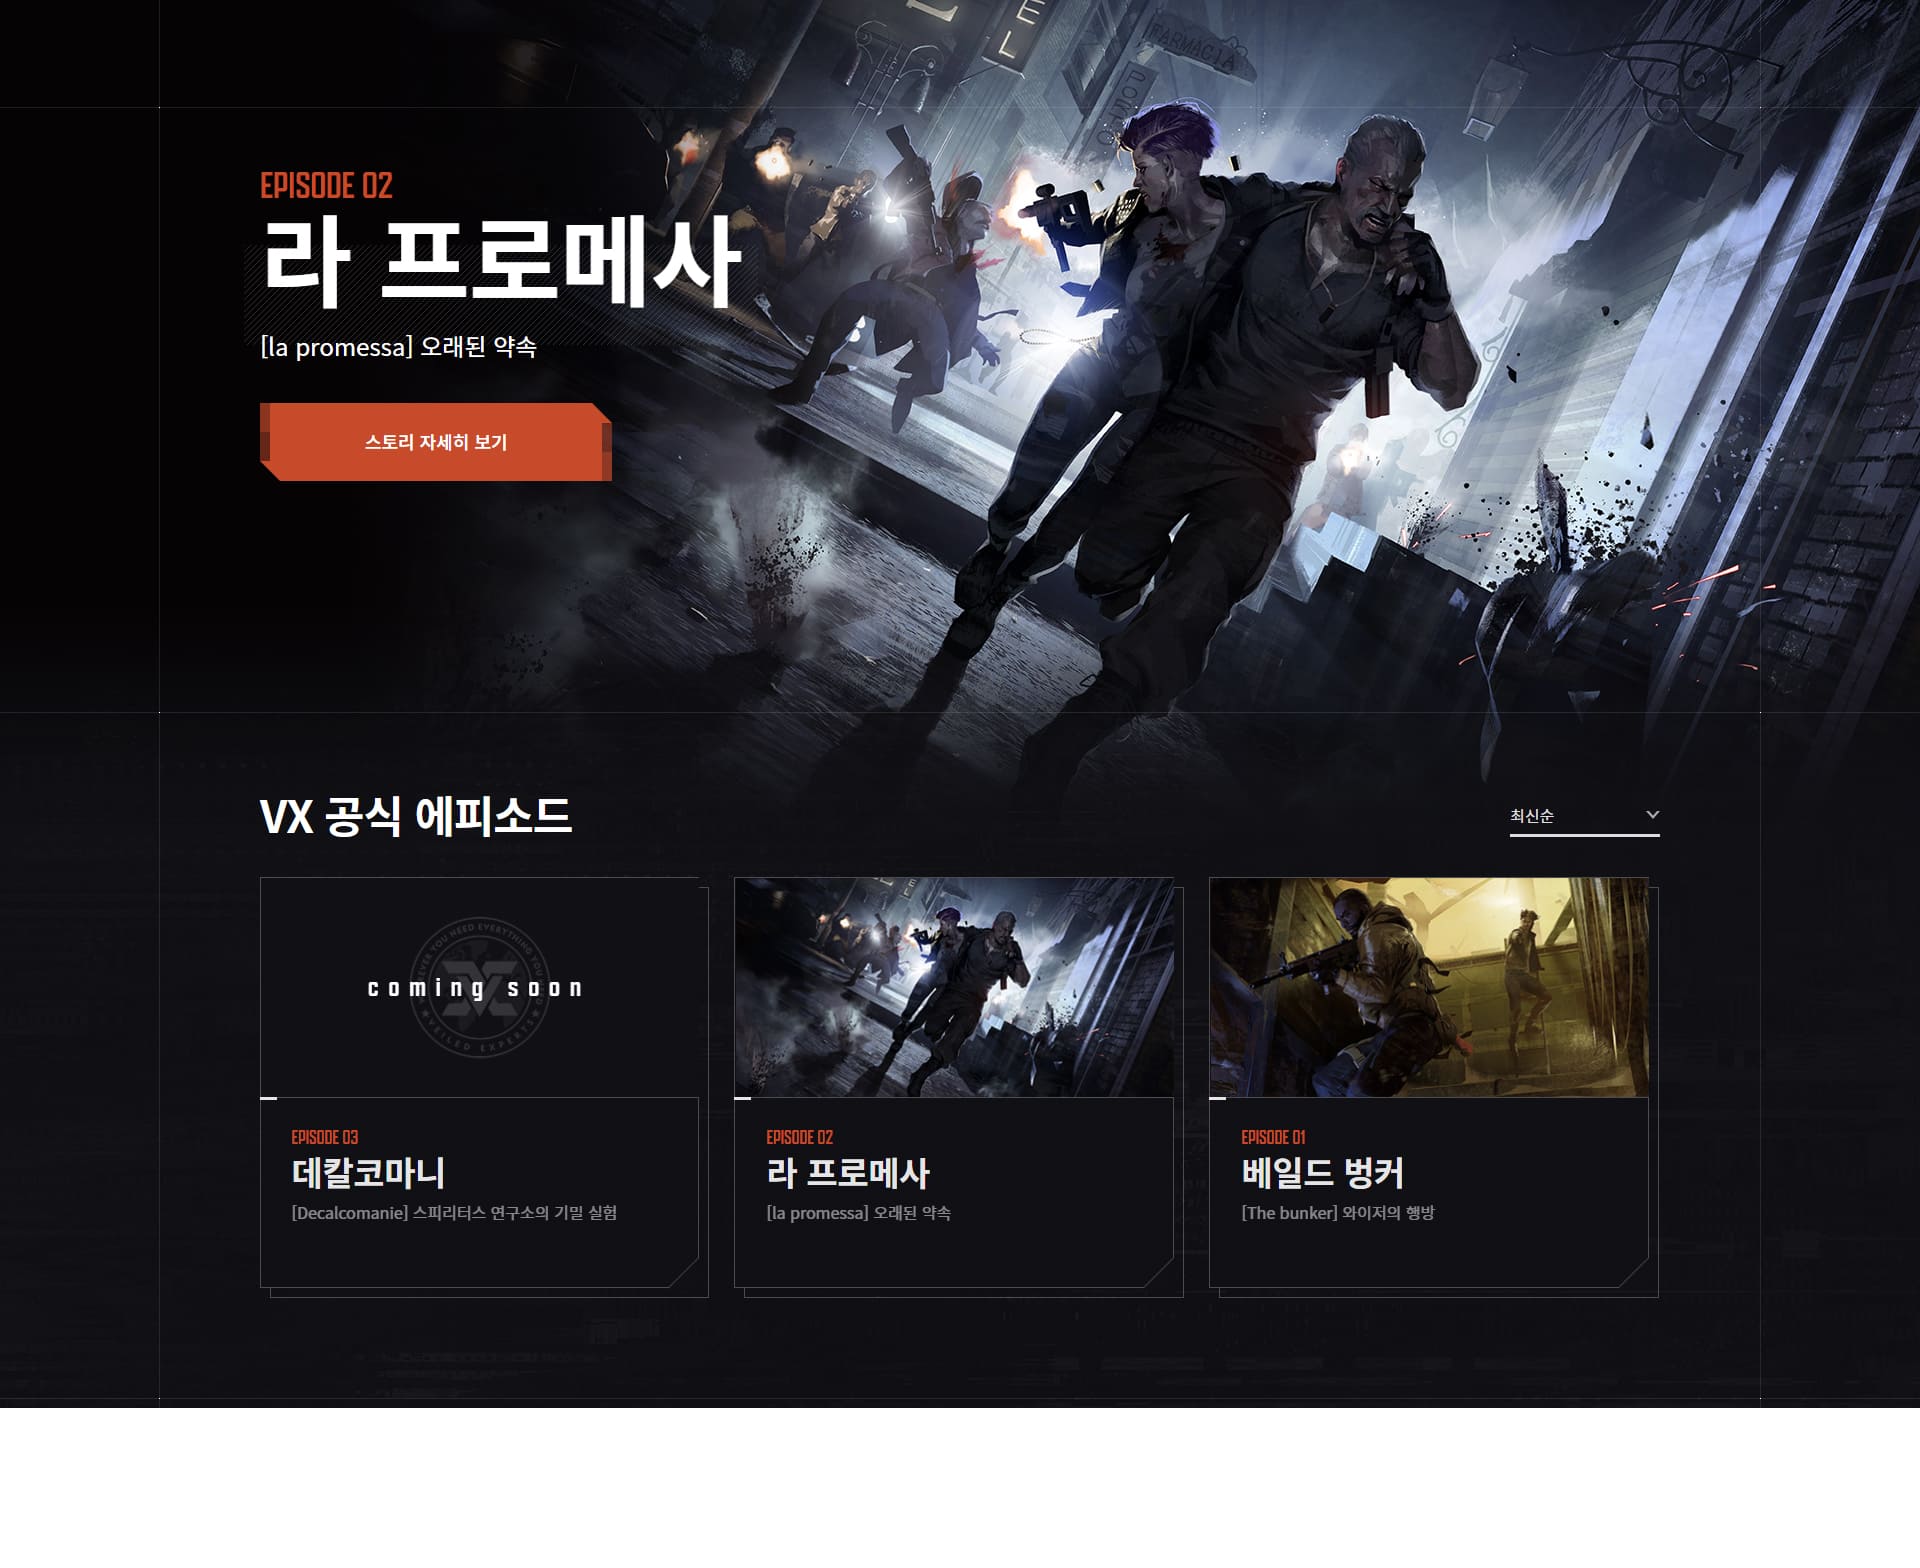 FARMACIA
EPISODE 02
라 프로메사
[la promessa] 오래된 약속
스토리 자세히 보기
VX 공식 에피소드
최신순
coming soon
VEILED EXPERTS
EPISODE 03
데칼코마니
[Decalcomanie] 스피리터스 연구소의 기밀 실험
EPISODE 02
라 프로메사
[la promessa] 오래된 약속
EPISODE 01
베일드 벙커
[The bunker] 와이저의 행방